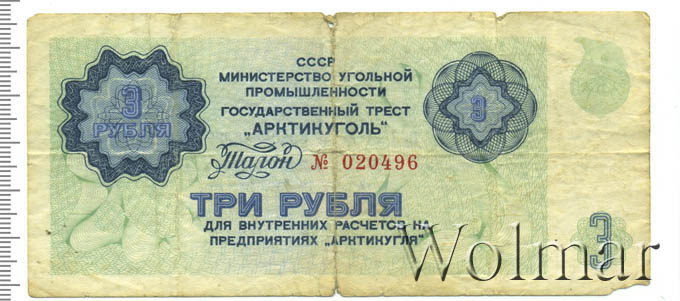 СССР
МИНИСТЕРСТВО УГОЛЬНОЙ
ПРОМЫШЛЕННОСТИ
ГОСУДАРСТВЕННЫЙ ТРЕСТ
„АРКТИКУГОЛЬ"
3
РУБЛЯ
3
Талон № 020496
ТРИ РУБЛЯ
ДЛЯ ВНУТРЕННИХ РАСЧЕТОВ НА
ПРЕДПРИЯТИЯХ „АРКТИКУГЛЯ"
3
Wolmar